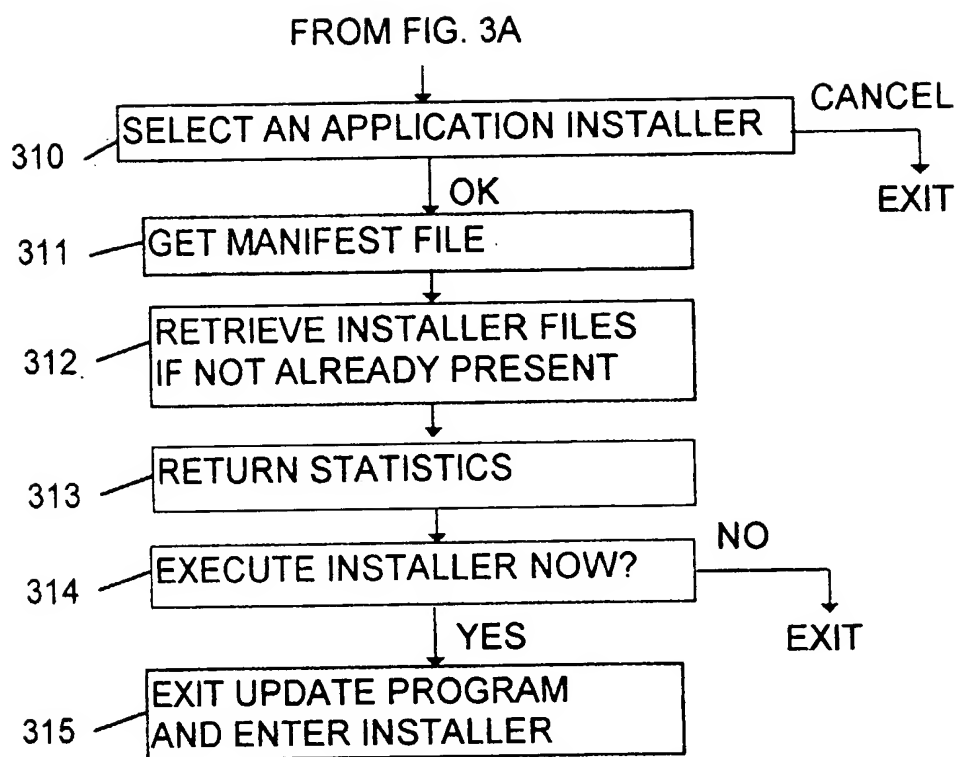 FROM FIG. 3A
CANCEL
310 SELECT AN APPLICATION INSTALLER
EXIT
OK
311 GET MANIFEST FILE
RETRIEVE INSTALLER FILES
312 IF NOT ALREADY PRESENT
RETURN STATISTICS
313
NO
314 EXECUTE INSTALLER NOW?
YES
EXIT
EXIT UPDATE PROGRAM
315 AND ENTER INSTALLER